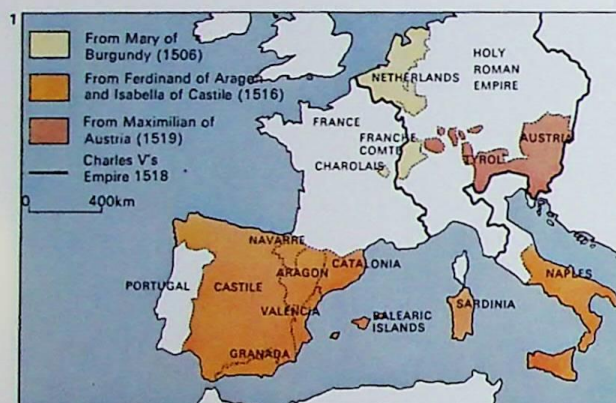 1
From Mary of
Burgundy (1506)
From Ferdinand of Aragon
and Isabella of Castile (1516)
From Maximilian of
Austria (1519)
Charles V's
Empire 1518
0 400km
HOLY
ROMAN
EMPIRE
NETHERLANDS
FRANCE
FRANCHE
COMTÉ
CHAROLAIS
AUSTRIA
TYROL
NAVARRE
ARAGON
CATALONIA
PORTUGAL
CASTILE
VALENCIA
BALEARIC
ISLANDS
SARDINIA
NAPLES
GRANADA